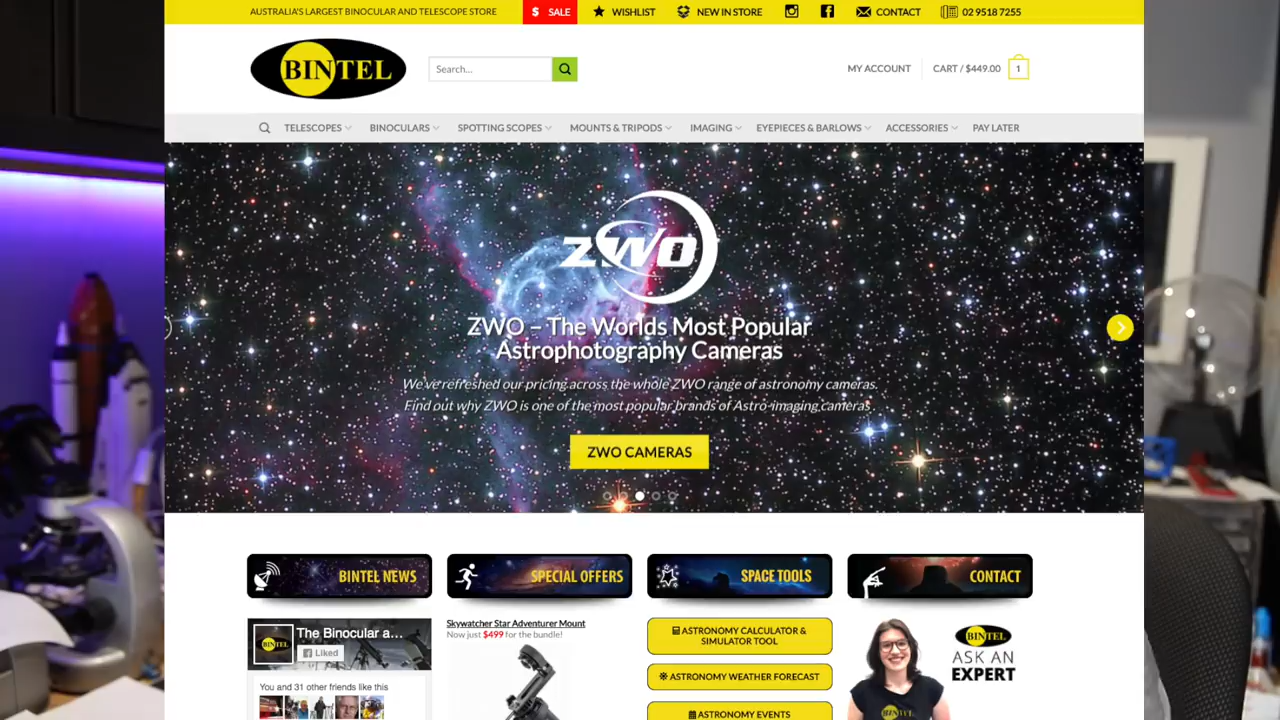 AUSTRALIA'S LARGEST BINOCULAR AND TELESCOPE STORE
$ SALE
WISHLIST
NEW IN STORE
CONTACT
02 9518 7255
BINTEL
Search...
MY ACCOUNT
CART / $449.00
1
TELESCOPES
BINOCULARS
SPOTTING SCOPES
MOUNTS & TRIPODS
IMAGING
EYEPIECES & BARLOWS
ACCESSORIES
PAY LATER
ZWO
ZWO – The Worlds Most Popular
Astrophotography Cameras
We've refreshed our pricing across the whole ZWO range of astronomy cameras.
Find out why ZWO is one of the most popular brands of Astro-imaging cameras
ZWO CAMERAS
BINTEL NEWS
SPECIAL OFFERS
SPACE TOOLS
CONTACT
BINTEL
The Binocular a...
Liked
You and 31 other friends like this
Skywatcher Star Adventurer Mount
Now just $499 for the bundle!
ASTRONOMY CALCULATOR &
SIMULATOR TOOL
ASTRONOMY WEATHER FORECAST
ASTRONOMY EVENTS
BINTEL
ASK AN
EXPERT
BINTEL